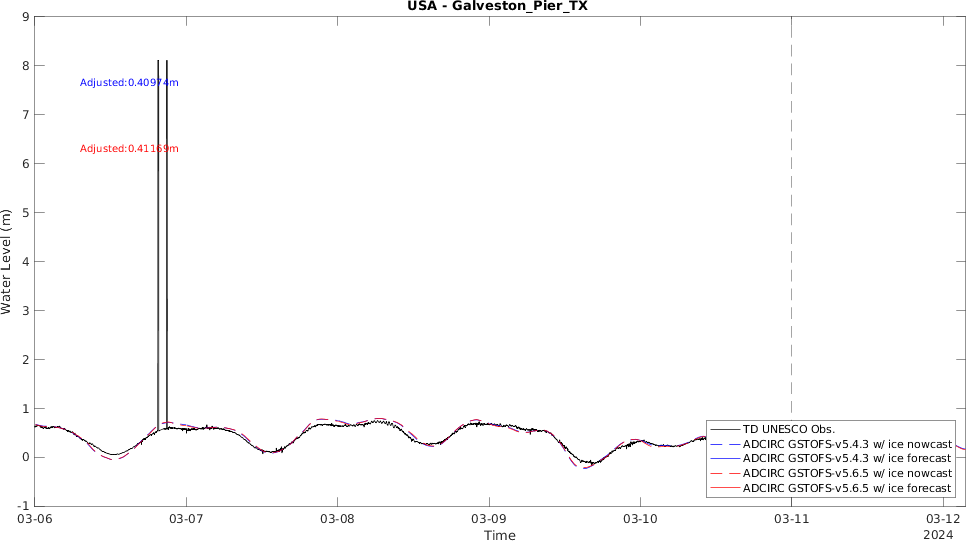 USA - Galveston_Pier_TX
9
8
7
6
5
4
3
2
1
0
-1
Water Level (m)
Adjusted:0.40974m
Adjusted:0.41169m
TD UNESCO Obs.
ADCIRC GSTOFS-v5.4.3 w/ ice nowcast
ADCIRC GSTOFS-v5.4.3 w/ ice forecast
ADCIRC GSTOFS-v5.6.5 w/ ice nowcast
ADCIRC GSTOFS-v5.6.5 w/ ice forecast
03-06 03-07 03-08 03-09 03-10 03-11 03-12
Time
2024